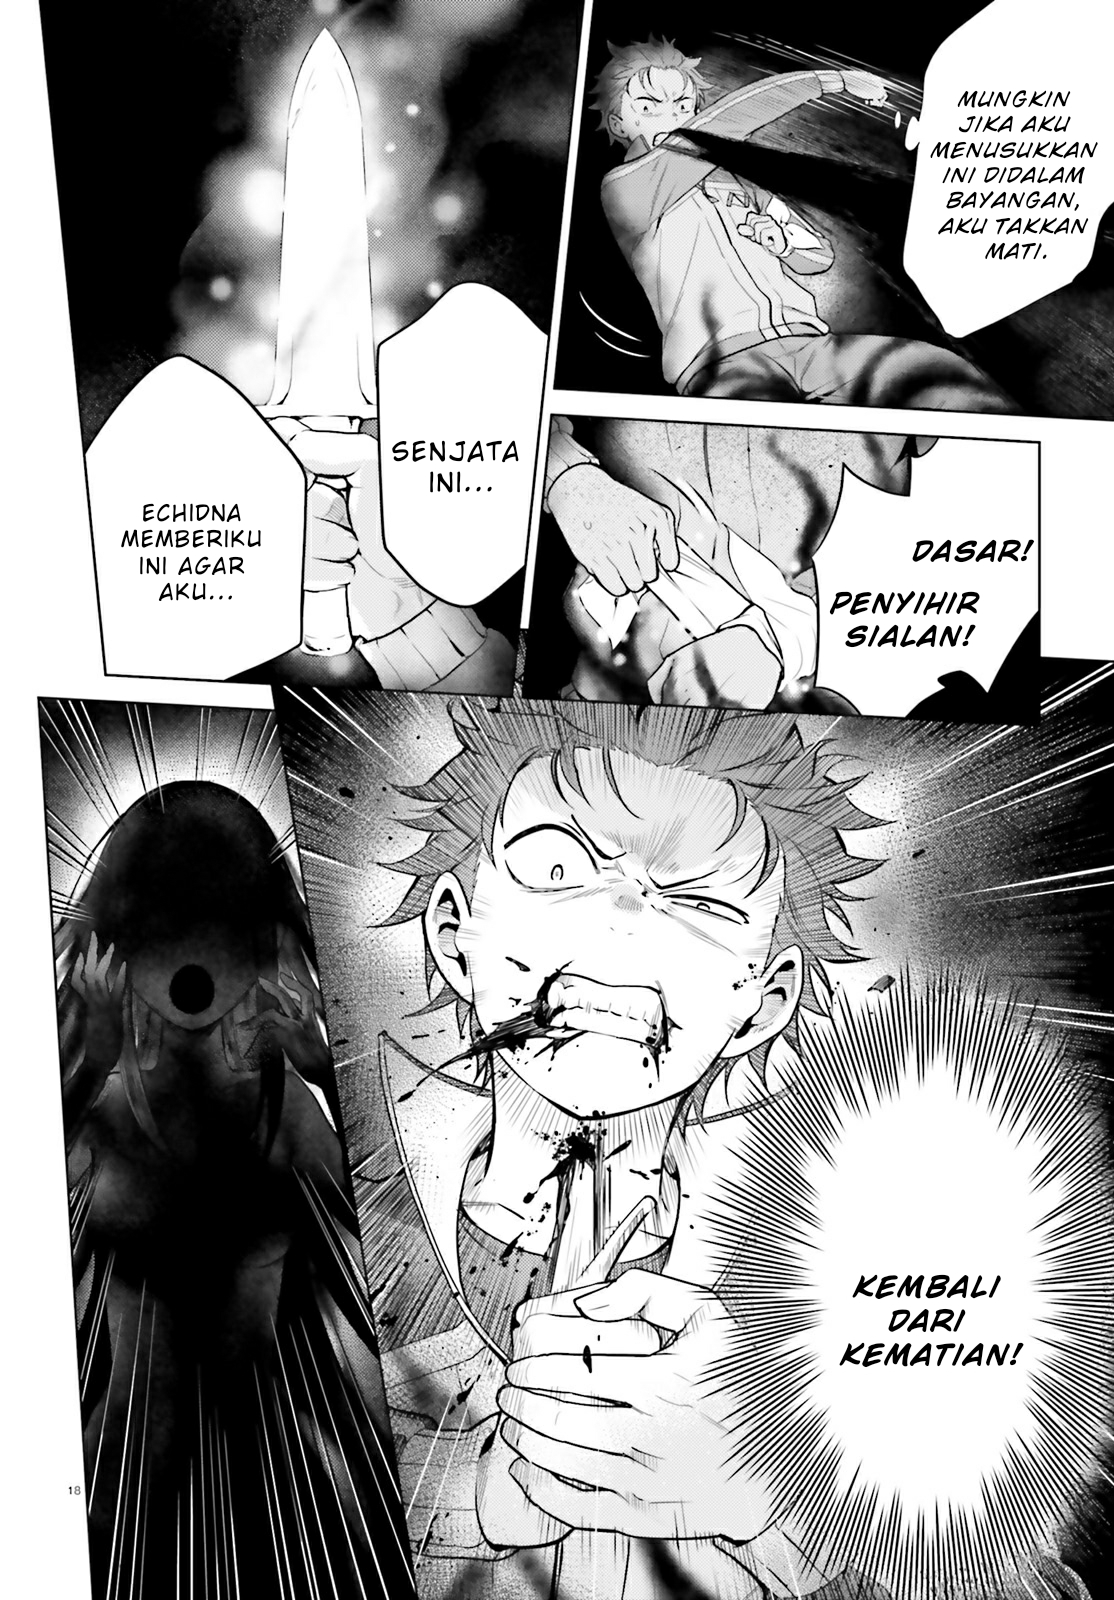 MUNGKIN
JIKA AKU
MENUSUKKAN
INI DIDALAM
BAYANGAN,
AKU TAKKAN
MATI.
DASAR!
PENYIHIR
SIALAN!
SENJATA
INI...
ECHIDNA
MEMBERIKU
INI AGAR
AKU...
KEMBALI
DARI
KEMATIAN!
18